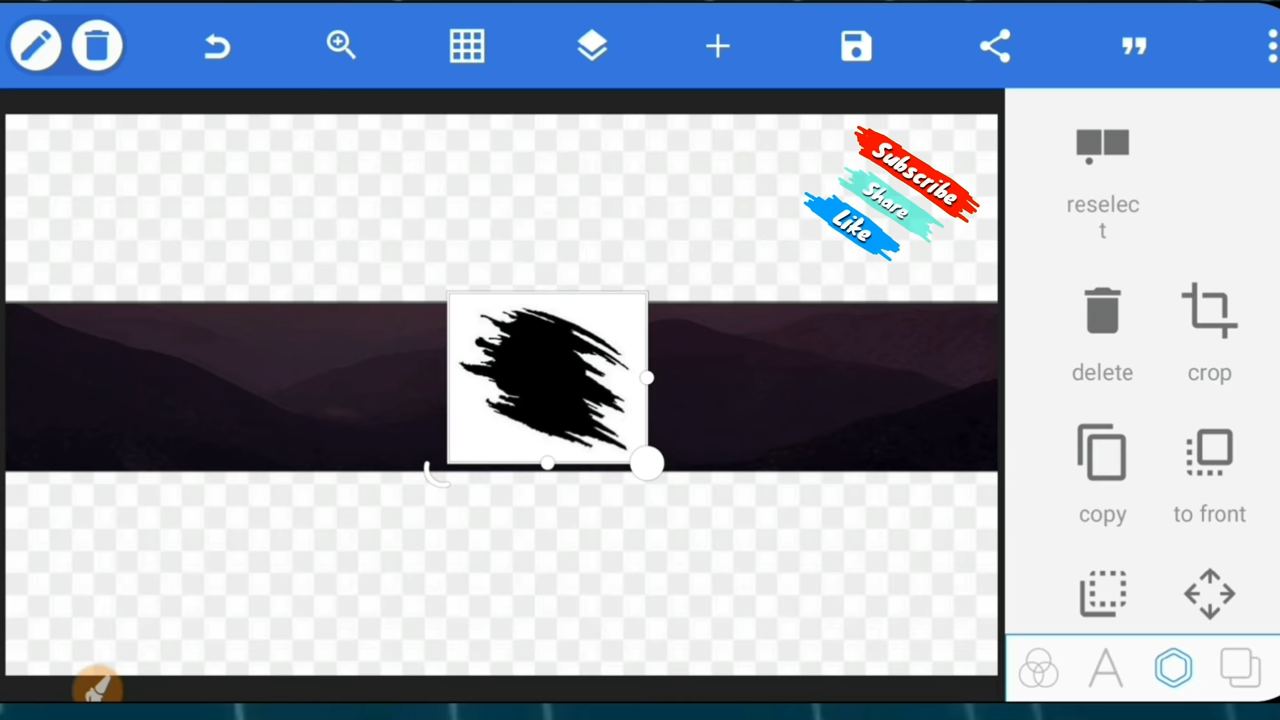 Subscribe
Share
Like
reselec
t
delete
crop
copy
to front